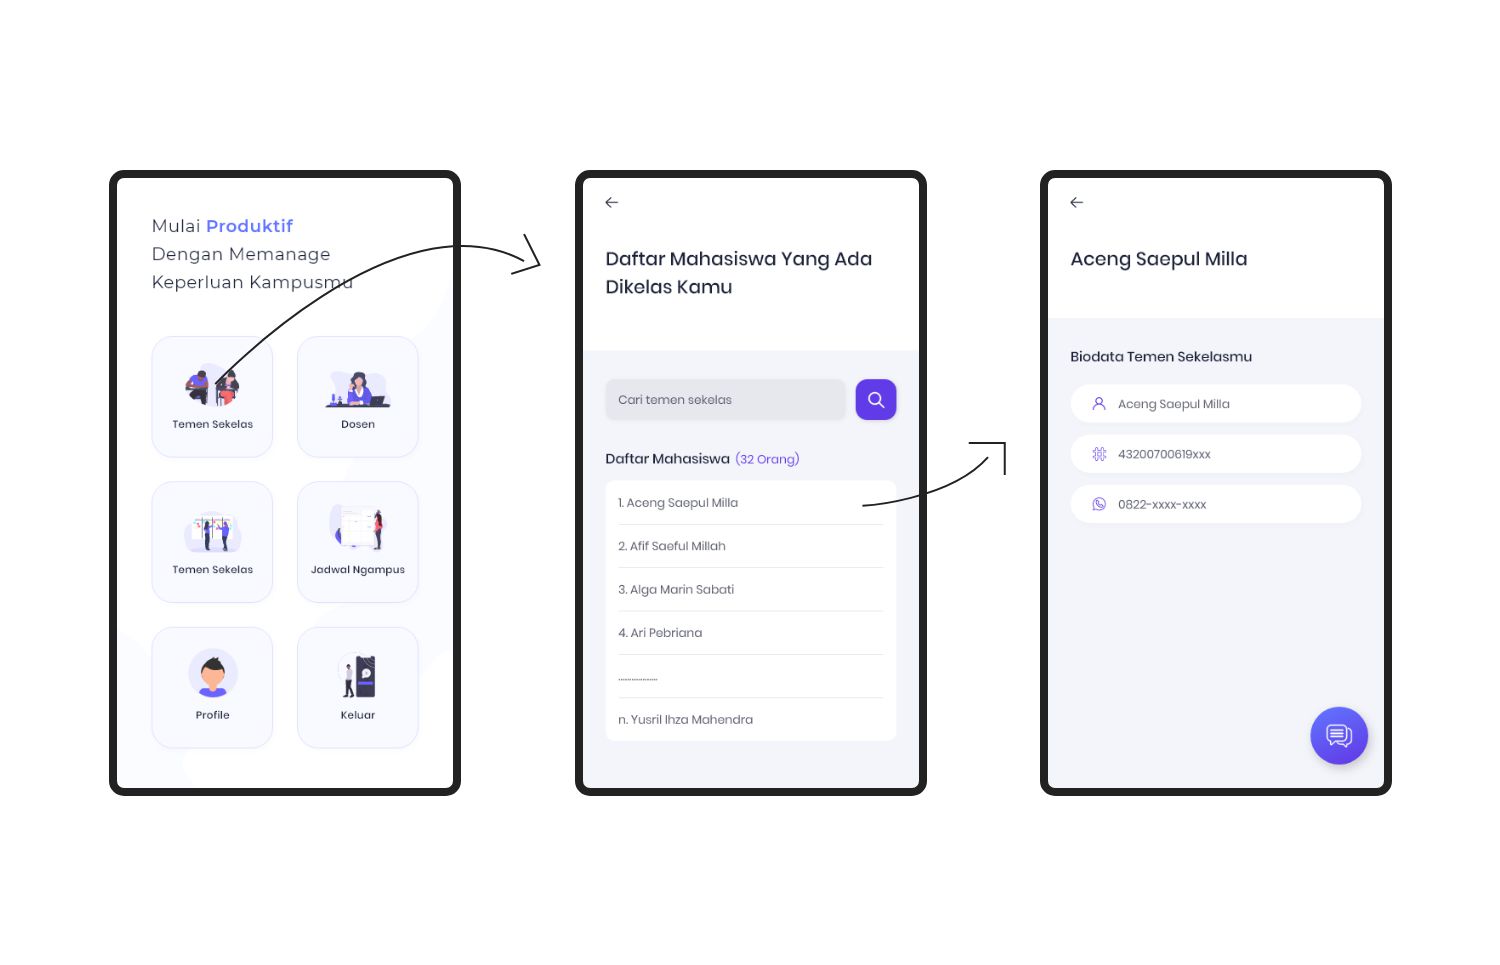 Mulai Produktif
Dengan Memanage
Keperluan Kampusmu
Temen Sekelas
Dosen
Temen Sekelas
Jadwal Ngampus
Profile
Keluar
Daftar Mahasiswa Yang Ada
Dikelas Kamu
Cari temen sekelas
Daftar Mahasiswa (32 Orang)
1. Aceng Saepul Milla
2. Afif Saeful Millah
3. Alga Marin Sabati
4. Ari Pebriana
...................
n. Yusril Ihza Mahendra
Aceng Saepul Milla
Biodata Temen Sekelasmu
Aceng Saepul Milla
43200700619xxx
0822-xxxx-xxxx